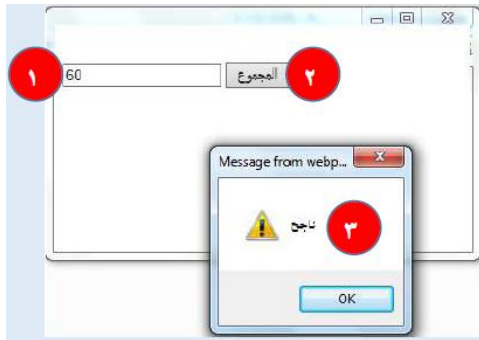 ١ 60 المجموع ٢
Message from webp...
ناجح ٣
OK